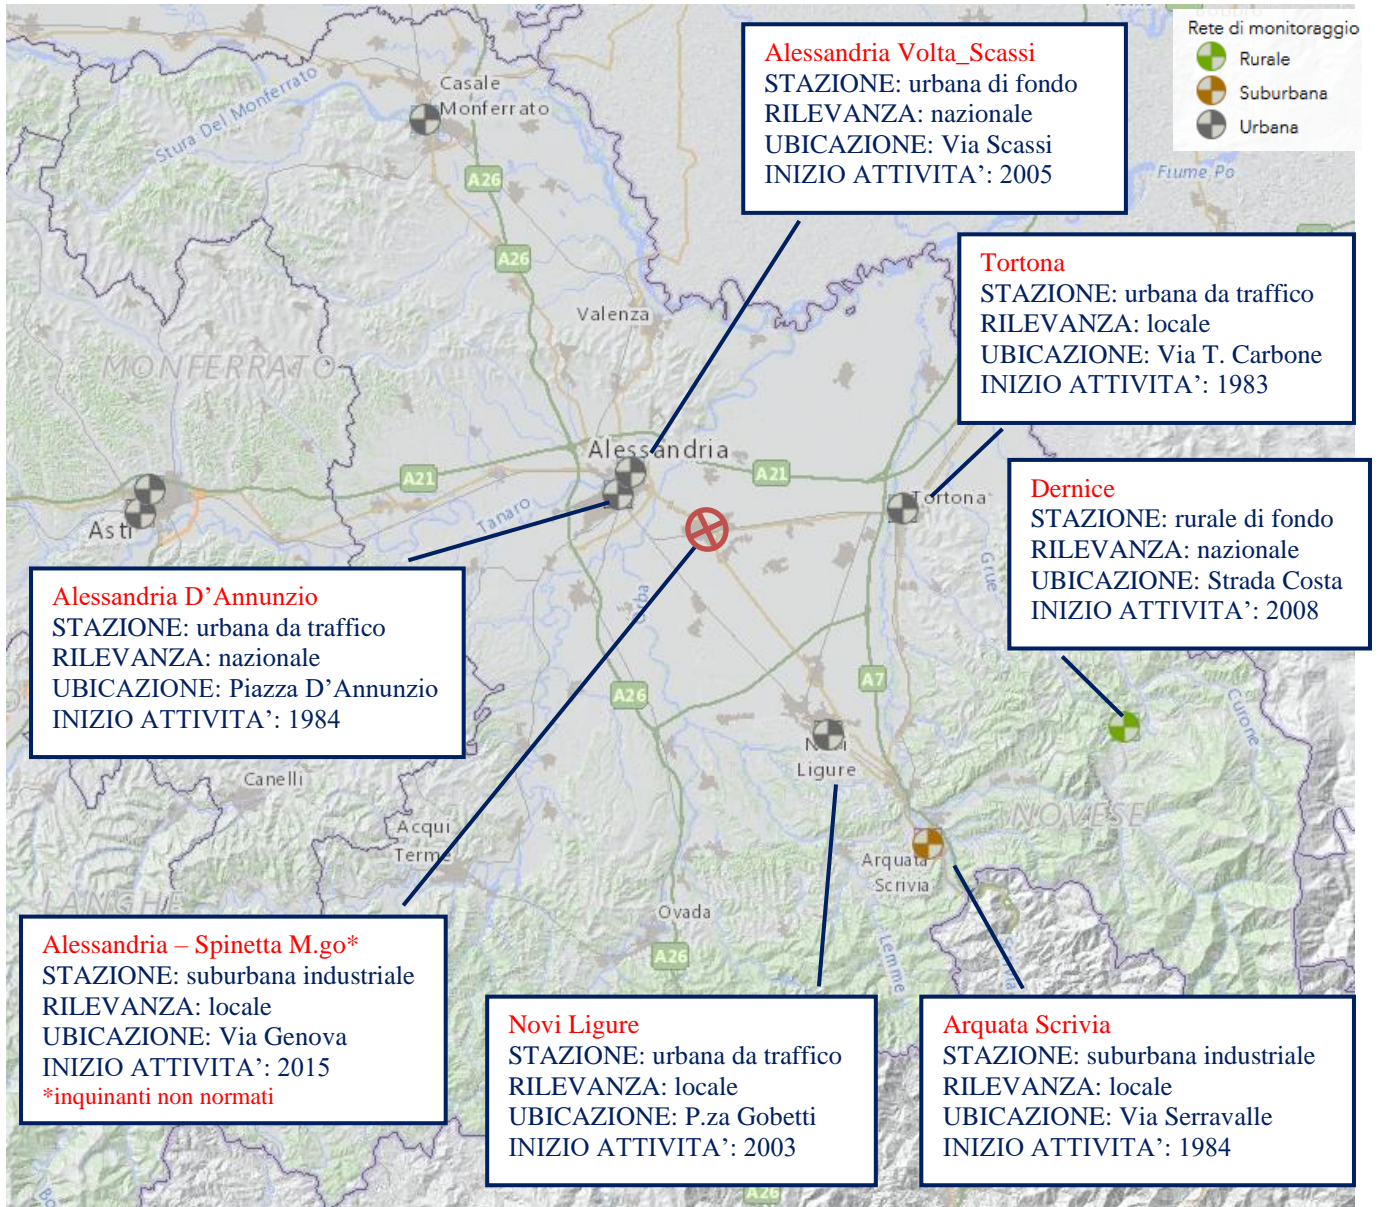 Rete di monitoraggio
Rurale
Suburbana
Urbana
Alessandria Volta_Scassi
STAZIONE: urbana di fondo
RILEVANZA: nazionale
UBICAZIONE: Via Scassi
INIZIO ATTIVITA’: 2005
Tortona
STAZIONE: urbana da traffico
RILEVANZA: locale
UBICAZIONE: Via T. Carbone
INIZIO ATTIVITA’: 1983
Dernice
STAZIONE: rurale di fondo
RILEVANZA: nazionale
UBICAZIONE: Strada Costa
INIZIO ATTIVITA’: 2008
Alessandria D’Annunzio
STAZIONE: urbana da traffico
RILEVANZA: nazionale
UBICAZIONE: Piazza D’Annunzio
INIZIO ATTIVITA’: 1984
Alessandria – Spinetta M.go*
STAZIONE: suburbana industriale
RILEVANZA: locale
UBICAZIONE: Via Genova
INIZIO ATTIVITA’: 2015
*inquinanti non normati
Novi Ligure
STAZIONE: urbana da traffico
RILEVANZA: locale
UBICAZIONE: P.za Gobetti
INIZIO ATTIVITA’: 2003
Arquata Scrivia
STAZIONE: suburbana industriale
RILEVANZA: locale
UBICAZIONE: Via Serravalle
INIZIO ATTIVITA’: 1984
Casale
Monferrato
Stura Del Monferrato
A26
Fiume Po
A26
Valenza
MONFERRATO
Alessandria
A21
A21
Tanaro
Tortona
Asti
Grue
A26
A7
Curone
Ligure
Canelli
NOVESE
Acqui
Terme
Arquata
Scrivia
LANGHE
Ovada
Lemme
A26
A26